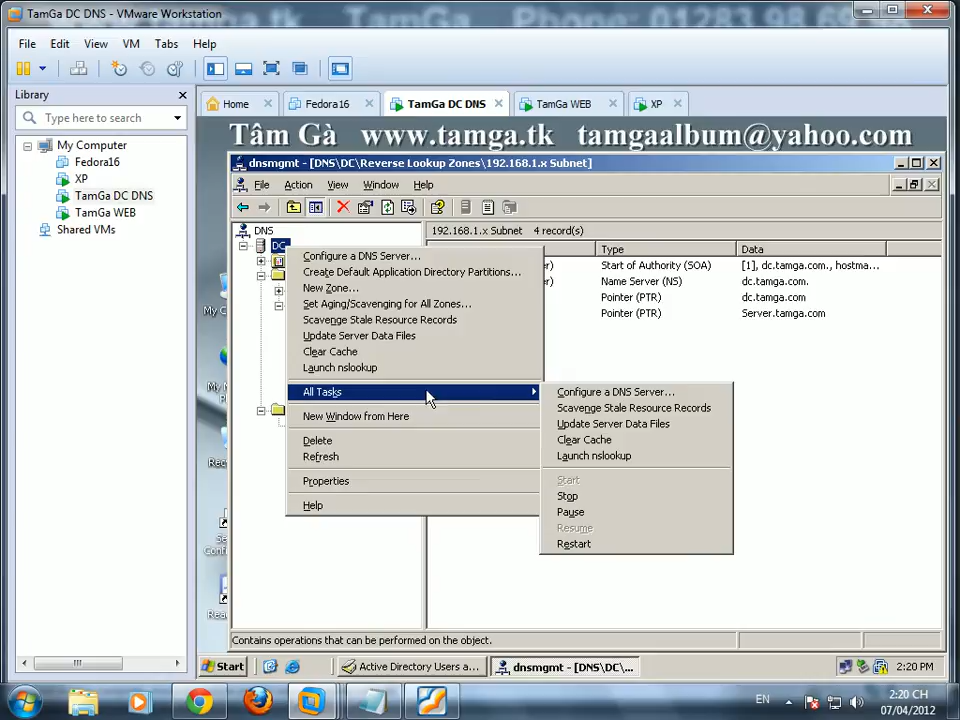 TamGa DC DNS - VMware Workstation
File Edit View VM Tabs Help
Library
Type here to search
My Computer
Fedora16
XP
TamGa DC DNS
TamGa WEB
Shared VMs
Home
Fedora16
TamGa DC DNS
TamGa WEB
XP
Tâm Gà www.tamga.tk tamgaalbum@yahoo.com
dnsmgmt - [DNS\DC\Reverse Lookup Zones\192.168.1.x Subnet]
File Action View Window Help
DNS
DC
192.168.1.x Subnet 4 record(s)
Type Data
Start of Authority (SOA) [1], dc.tamga.com., hostma...
Name Server (NS) dc.tamga.com.
Pointer (PTR) dc.tamga.com
Pointer (PTR) Server.tamga.com
Configure a DNS Server...
Create Default Application Directory Partitions...
New Zone...
Set Aging/Scavenging for All Zones...
Scavenge Stale Resource Records
Update Server Data Files
Clear Cache
Launch nslookup
All Tasks
New Window from Here
Delete
Refresh
Properties
Help
Configure a DNS Server...
Scavenge Stale Resource Records
Update Server Data Files
Clear Cache
Launch nslookup
Start
Stop
Pause
Resume
Restart
Contains operations that can be performed on the object.
Start
Active Directory Users a...
dnsmgmt - [DNS\DC\...
2:20 PM
EN
2:20 CH
07/04/2012